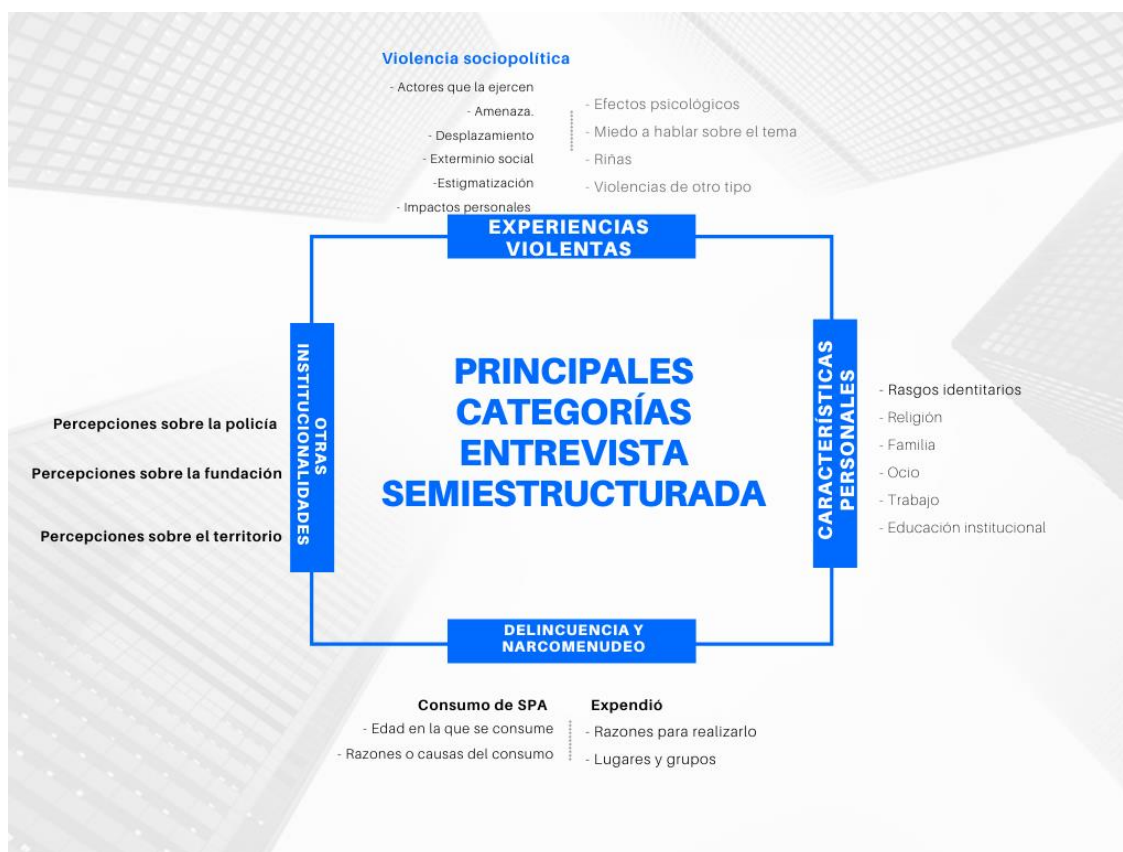 Violencia sociopolítica
- Actores que la ejercen
- Amenaza.
- Desplazamiento
- Exterminio social
-Estigmatización
- Impactos personales
- Efectos psicológicos
- Miedo a hablar sobre el tema
- Riñas
- Violencias de otro tipo
EXPERIENCIAS
VIOLENTAS
OTRAS
INSTITUCIONALIDADES
Percepciones sobre la policía
Percepciones sobre la fundación
Percepciones sobre el territorio
PRINCIPALES
CATEGORÍAS
ENTREVISTA
SEMIESTRUCTURADA
CARACTERÍSTICAS
PERSONALES
- Rasgos identitarios
- Religión
- Familia
- Ocio
- Trabajo
- Educación institucional
DELINCUENCIA Y
NARCOMENUDEO
Consumo de SPA
- Edad en la que se consume
- Razones o causas del consumo
Expendió
- Razones para realizarlo
- Lugares y grupos